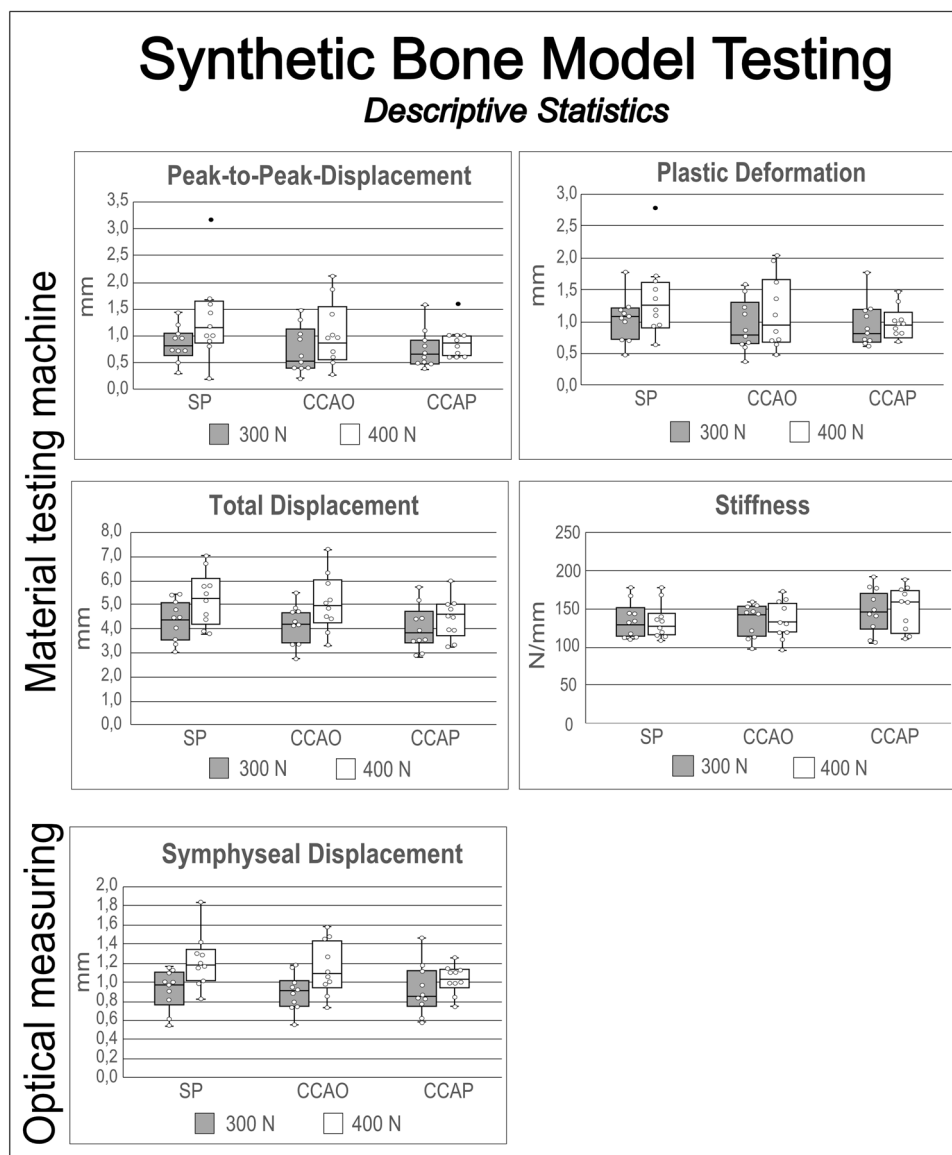 Synthetic Bone Model Testing
Descriptive Statistics
Material testing machine
Peak-to-Peak-Displacement
3,5
3,0
2,5
2,0
1,5
1,0
0,5
0,0
mm
SP CCAO CCAP
300 N 400 N
Plastic Deformation
3,0
2,5
2,0
1,5
1,0
0,5
0,0
mm
SP CCAO CCAP
300 N 400 N
Total Displacement
8,0
7,0
6,0
5,0
4,0
3,0
2,0
1,0
0,0
mm
SP CCAO CCAP
300 N 400 N
Stiffness
250
200
150
100
50
0
N/mm
SP CCAO CCAP
300 N 400 N
Optical measuring
Symphyseal Displacement
2,0
1,8
1,6
1,4
1,2
1,0
0,8
0,6
0,4
0,2
0,0
mm
SP CCAO CCAP
300 N 400 N